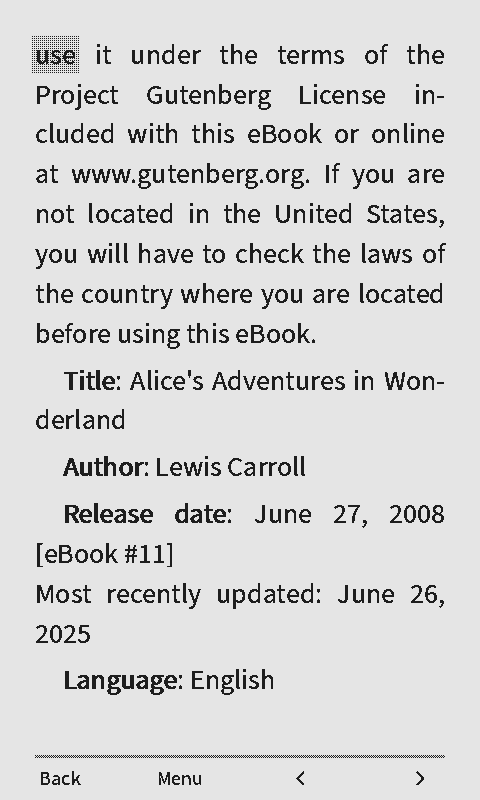 use it under the terms of the
Project Gutenberg License in-
cluded with this eBook or online
at www.gutenberg.org. If you are
not located in the United States,
you will have to check the laws of
the country where you are located
before using this eBook.
Title: Alice's Adventures in Won-
derland
Author: Lewis Carroll
Release date: June 27, 2008
[eBook #11]
Most recently updated: June 26,
2025
Language: English
Back Menu < >